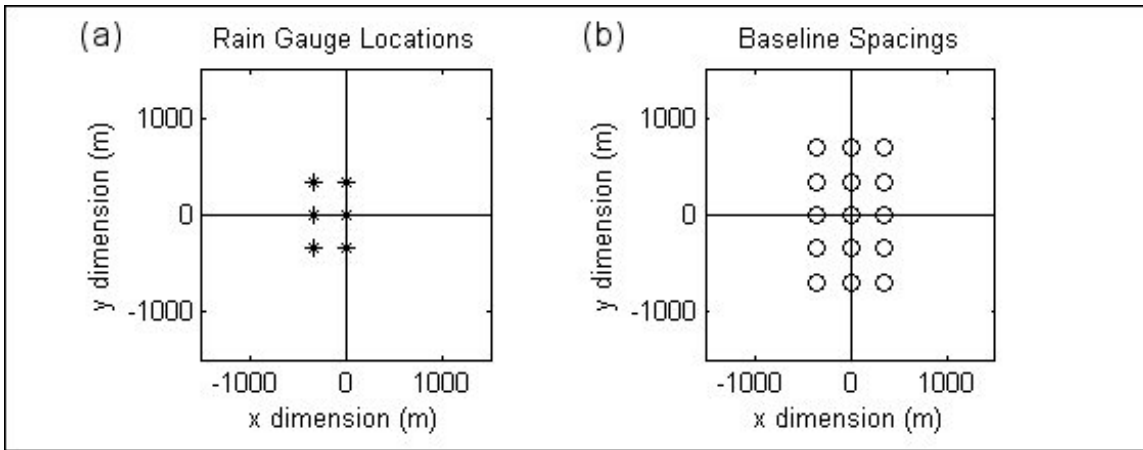 (a) Rain Gauge Locations
1000
0
-1000
y dimension (m)
-1000 0 1000
x dimension (m)
(b) Baseline Spacings
1000
0
-1000
y dimension (m)
-1000 0 1000
x dimension (m)